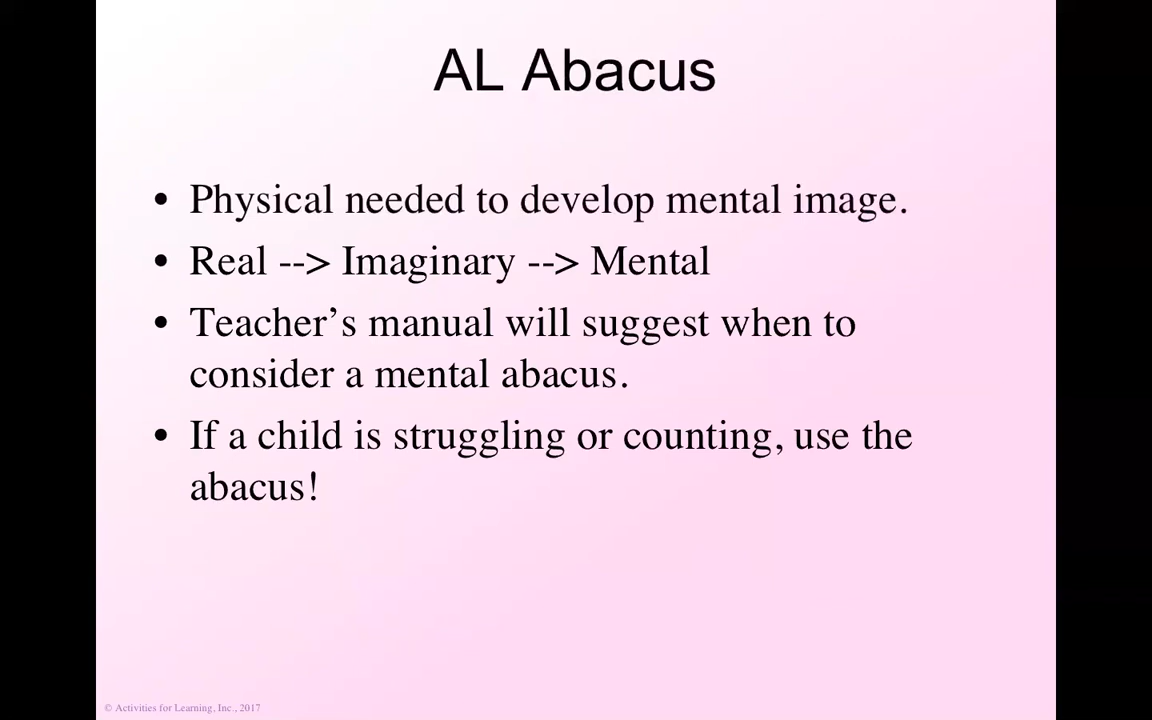 AL Abacus
• Physical needed to develop mental image.
• Real --> Imaginary --> Mental
• Teacher’s manual will suggest when to
consider a mental abacus.
• If a child is struggling or counting, use the
abacus!
© Activities for Learning, Inc., 2017